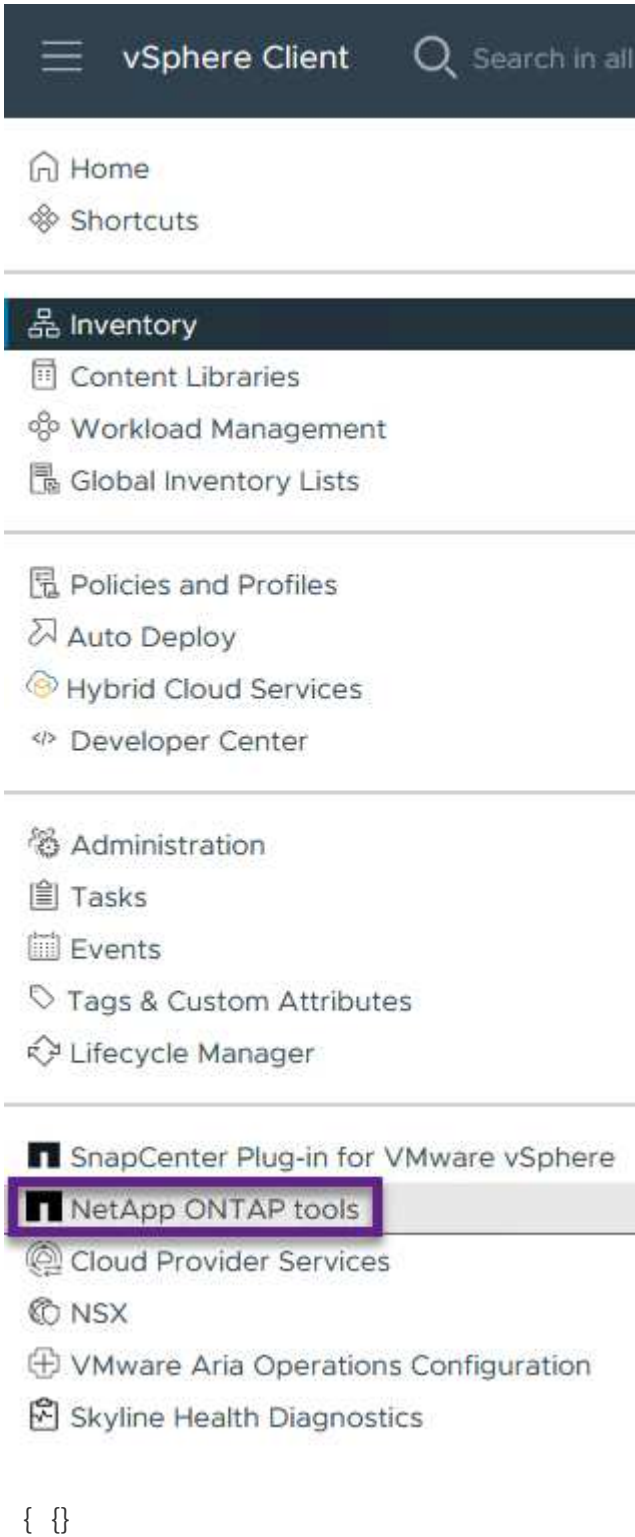 vSphere Client
Search in all
Home
Shortcuts
Inventory
Content Libraries
Workload Management
Global Inventory Lists
Policies and Profiles
Auto Deploy
Hybrid Cloud Services
</> Developer Center
Administration
Tasks
Events
Tags & Custom Attributes
Lifecycle Manager
SnapCenter Plug-in for VMware vSphere
NetApp ONTAP tools
Cloud Provider Services
NSX
VMware Aria Operations Configuration
Skyline Health Diagnostics
{ {}